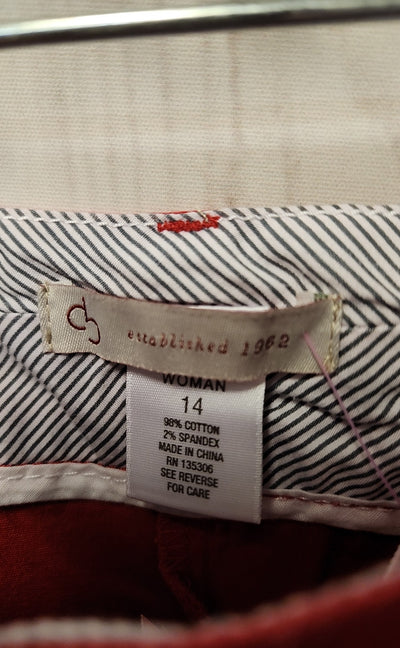 established 1962
WOMAN
14
98% COTTON
2% SPANDEX
MADE IN CHINA
RN 135306
SEE REVERSE
FOR CARE